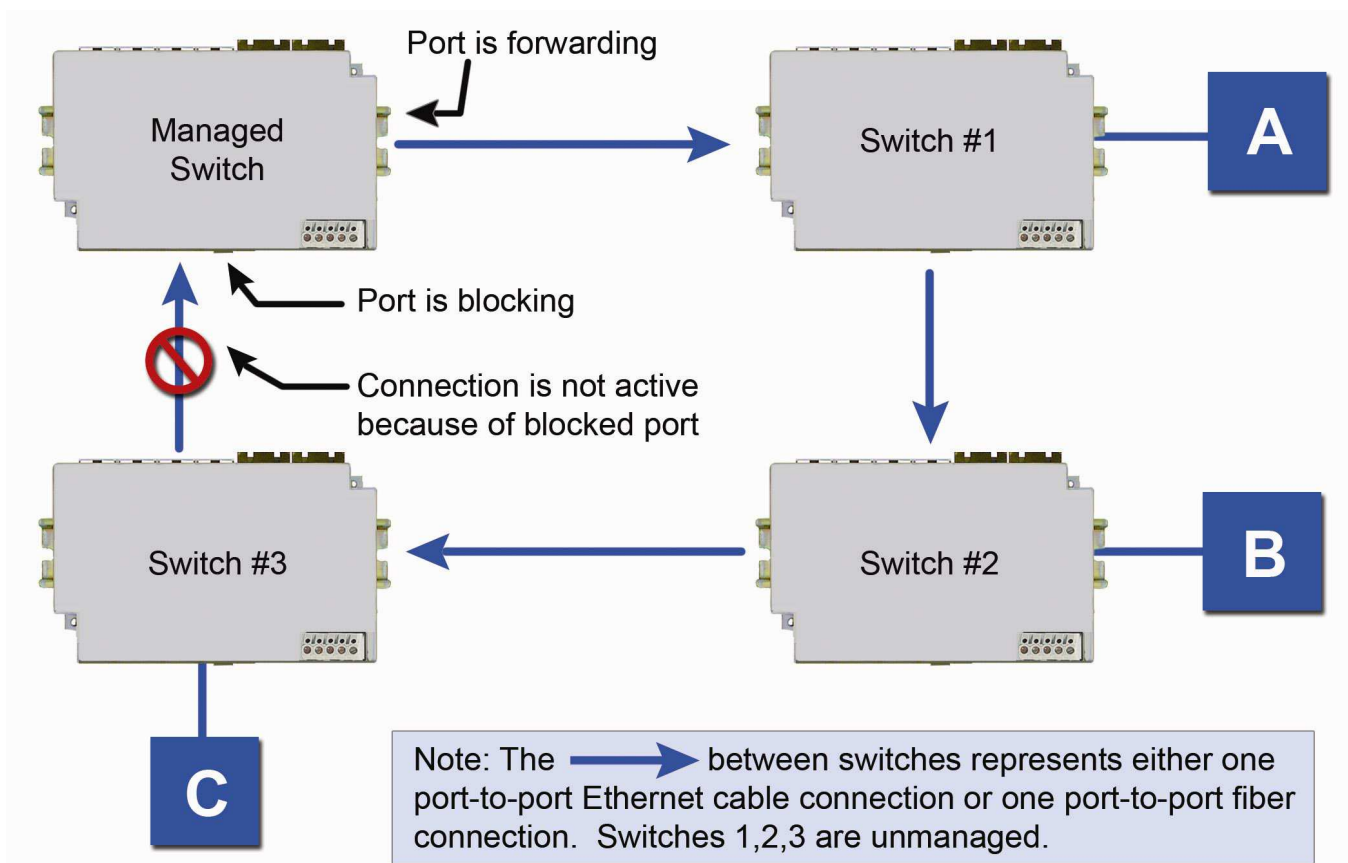 Port is forwarding
Managed
Switch
Switch #1
A
Port is blocking
Connection is not active
because of blocked port
Switch #3
Switch #2
B
C
Note: The between switches represents either one
port-to-port Ethernet cable connection or one port-to-port fiber
connection. Switches 1,2,3 are unmanaged.